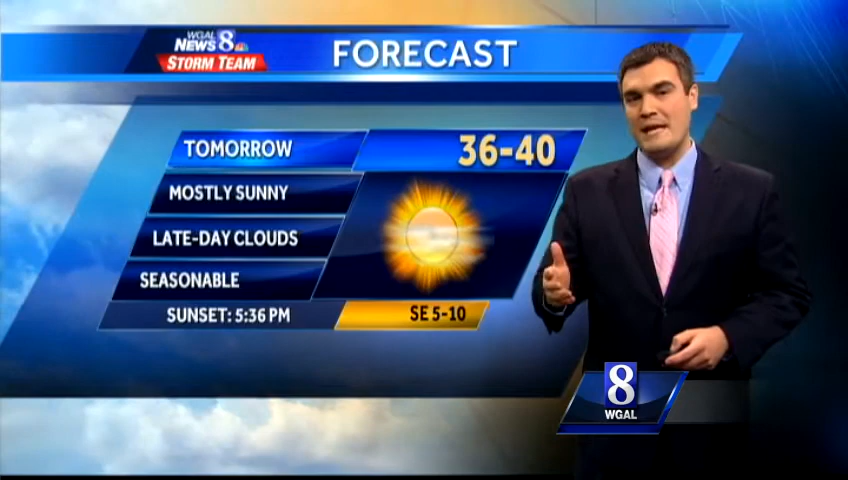 WGAL
NEWS 8
STORM TEAM
FORECAST
TOMORROW
36-40
MOSTLY SUNNY
LATE-DAY CLOUDS
SEASONABLE
SUNSET: 5:36 PM
SE 5-10
8
WGAL